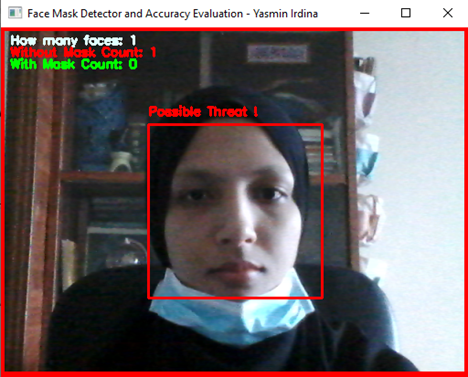 Face Mask Detector and Accuracy Evaluation - Yasmin Irdina
How many faces: 1
Without Mask Count: 1
With Mask Count: 0
Possible Threat !